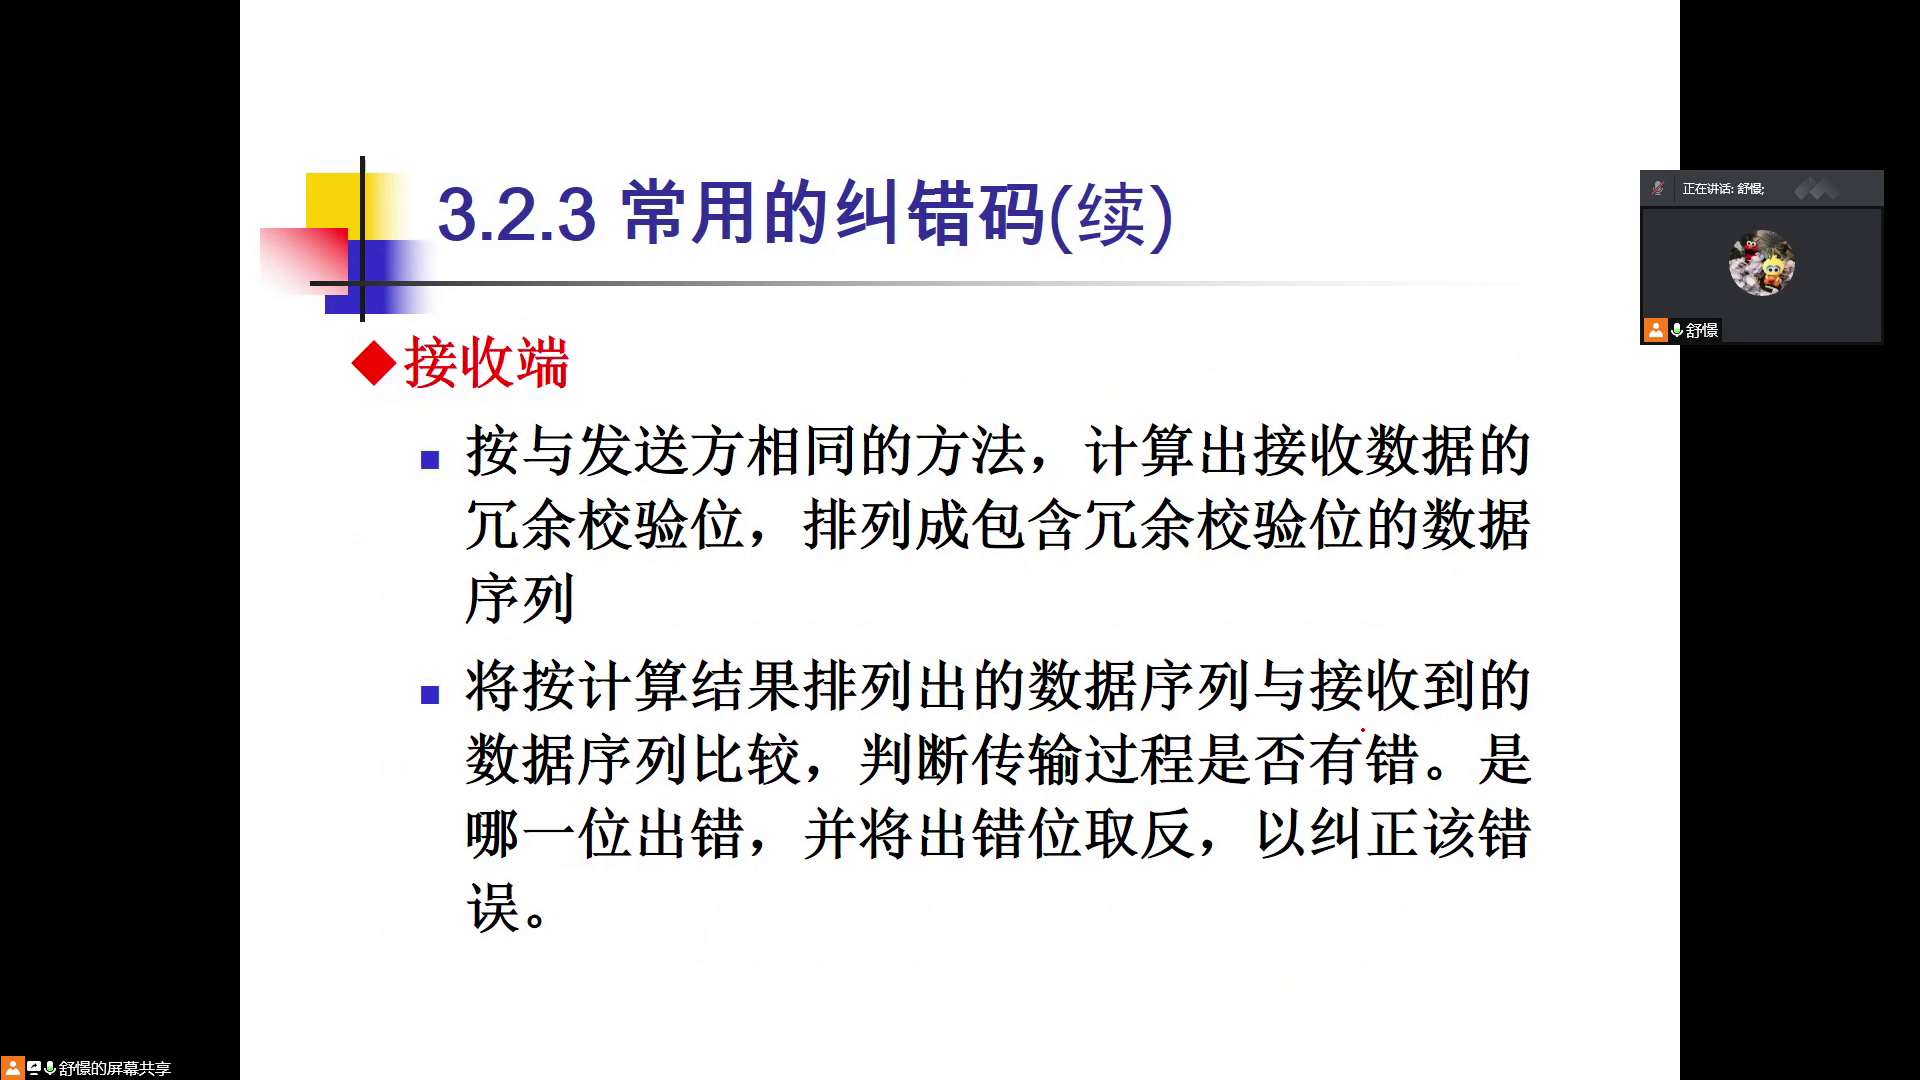 3.2.3 常用的纠错码(续)
正在讲话: 舒憬;
舒憬
接收端
按与发送方相同的方法，计算出接收数据的
冗余校验位，排列成包含冗余校验位的数据
序列
将按计算结果排列出的数据序列与接收到的
数据序列比较，判断传输过程是否有错。是
哪一位出错，并将出错位取反，以纠正该错
误。
舒憬的屏幕共享